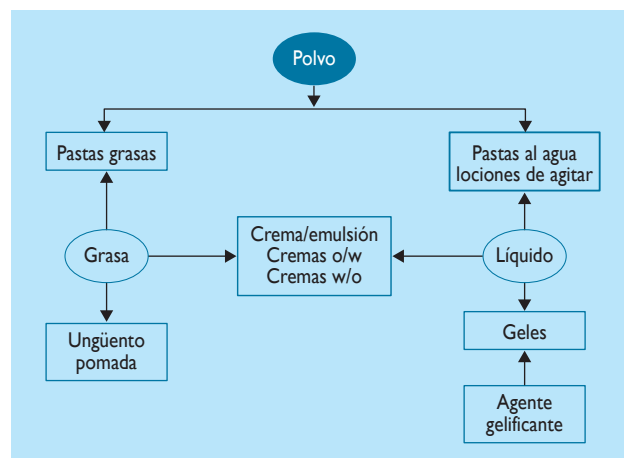 Polvo
Pastas grasas
Pastas al agua
lociones de agitar
Grasa
Crema/emulsión
Cremas o/w
Cremas w/o
Líquido
Ungüento
pomada
Geles
Agente
gelificante